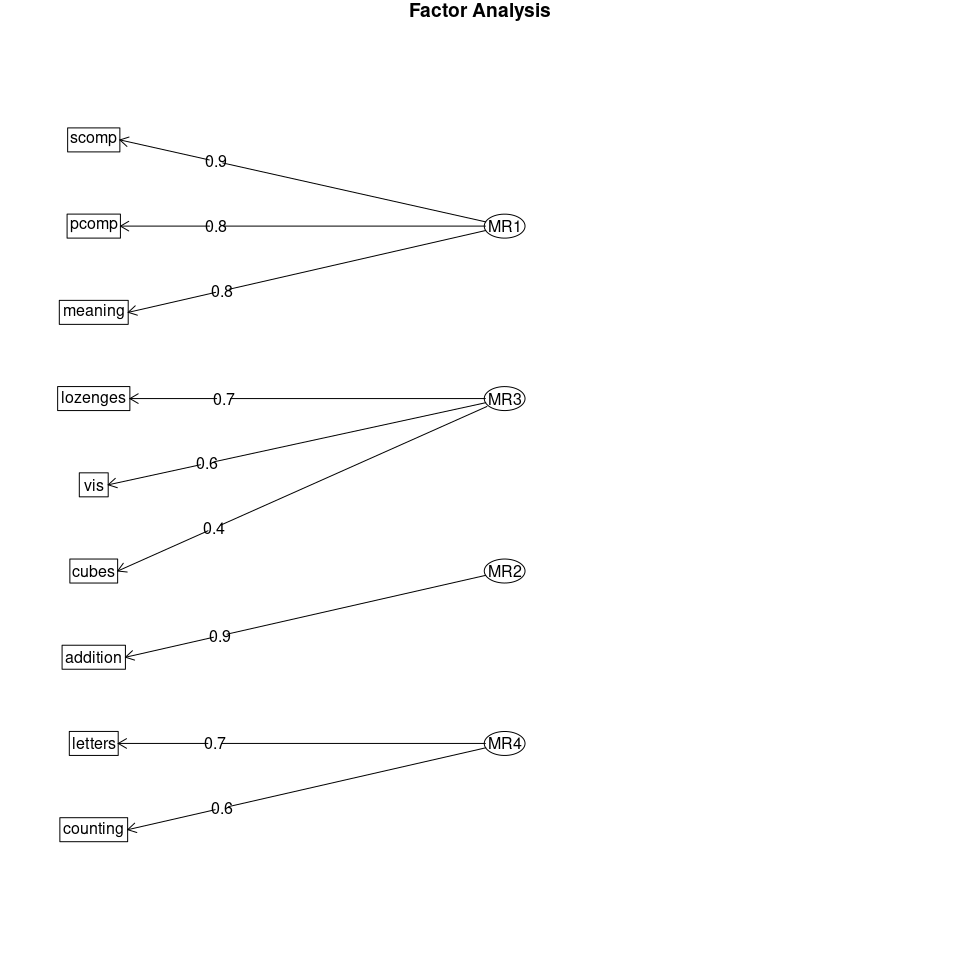 Factor Analysis
scomp
0.9
pcomp
0.8
MR1
meaning
0.8
lozenges
0.7
MR3
vis
0.6
cubes
0.4
MR2
addition
0.9
letters
0.7
MR4
counting
0.6